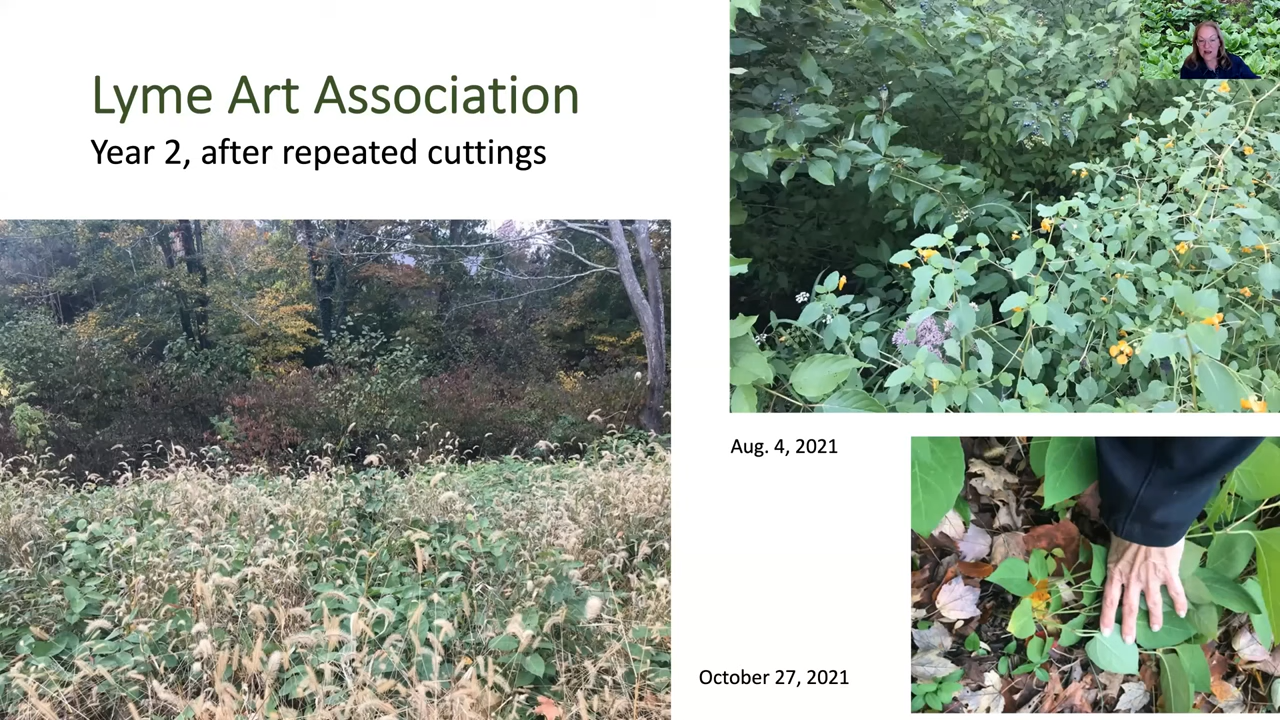 Lyme Art Association
Year 2, after repeated cuttings
Aug. 4, 2021
October 27, 2021